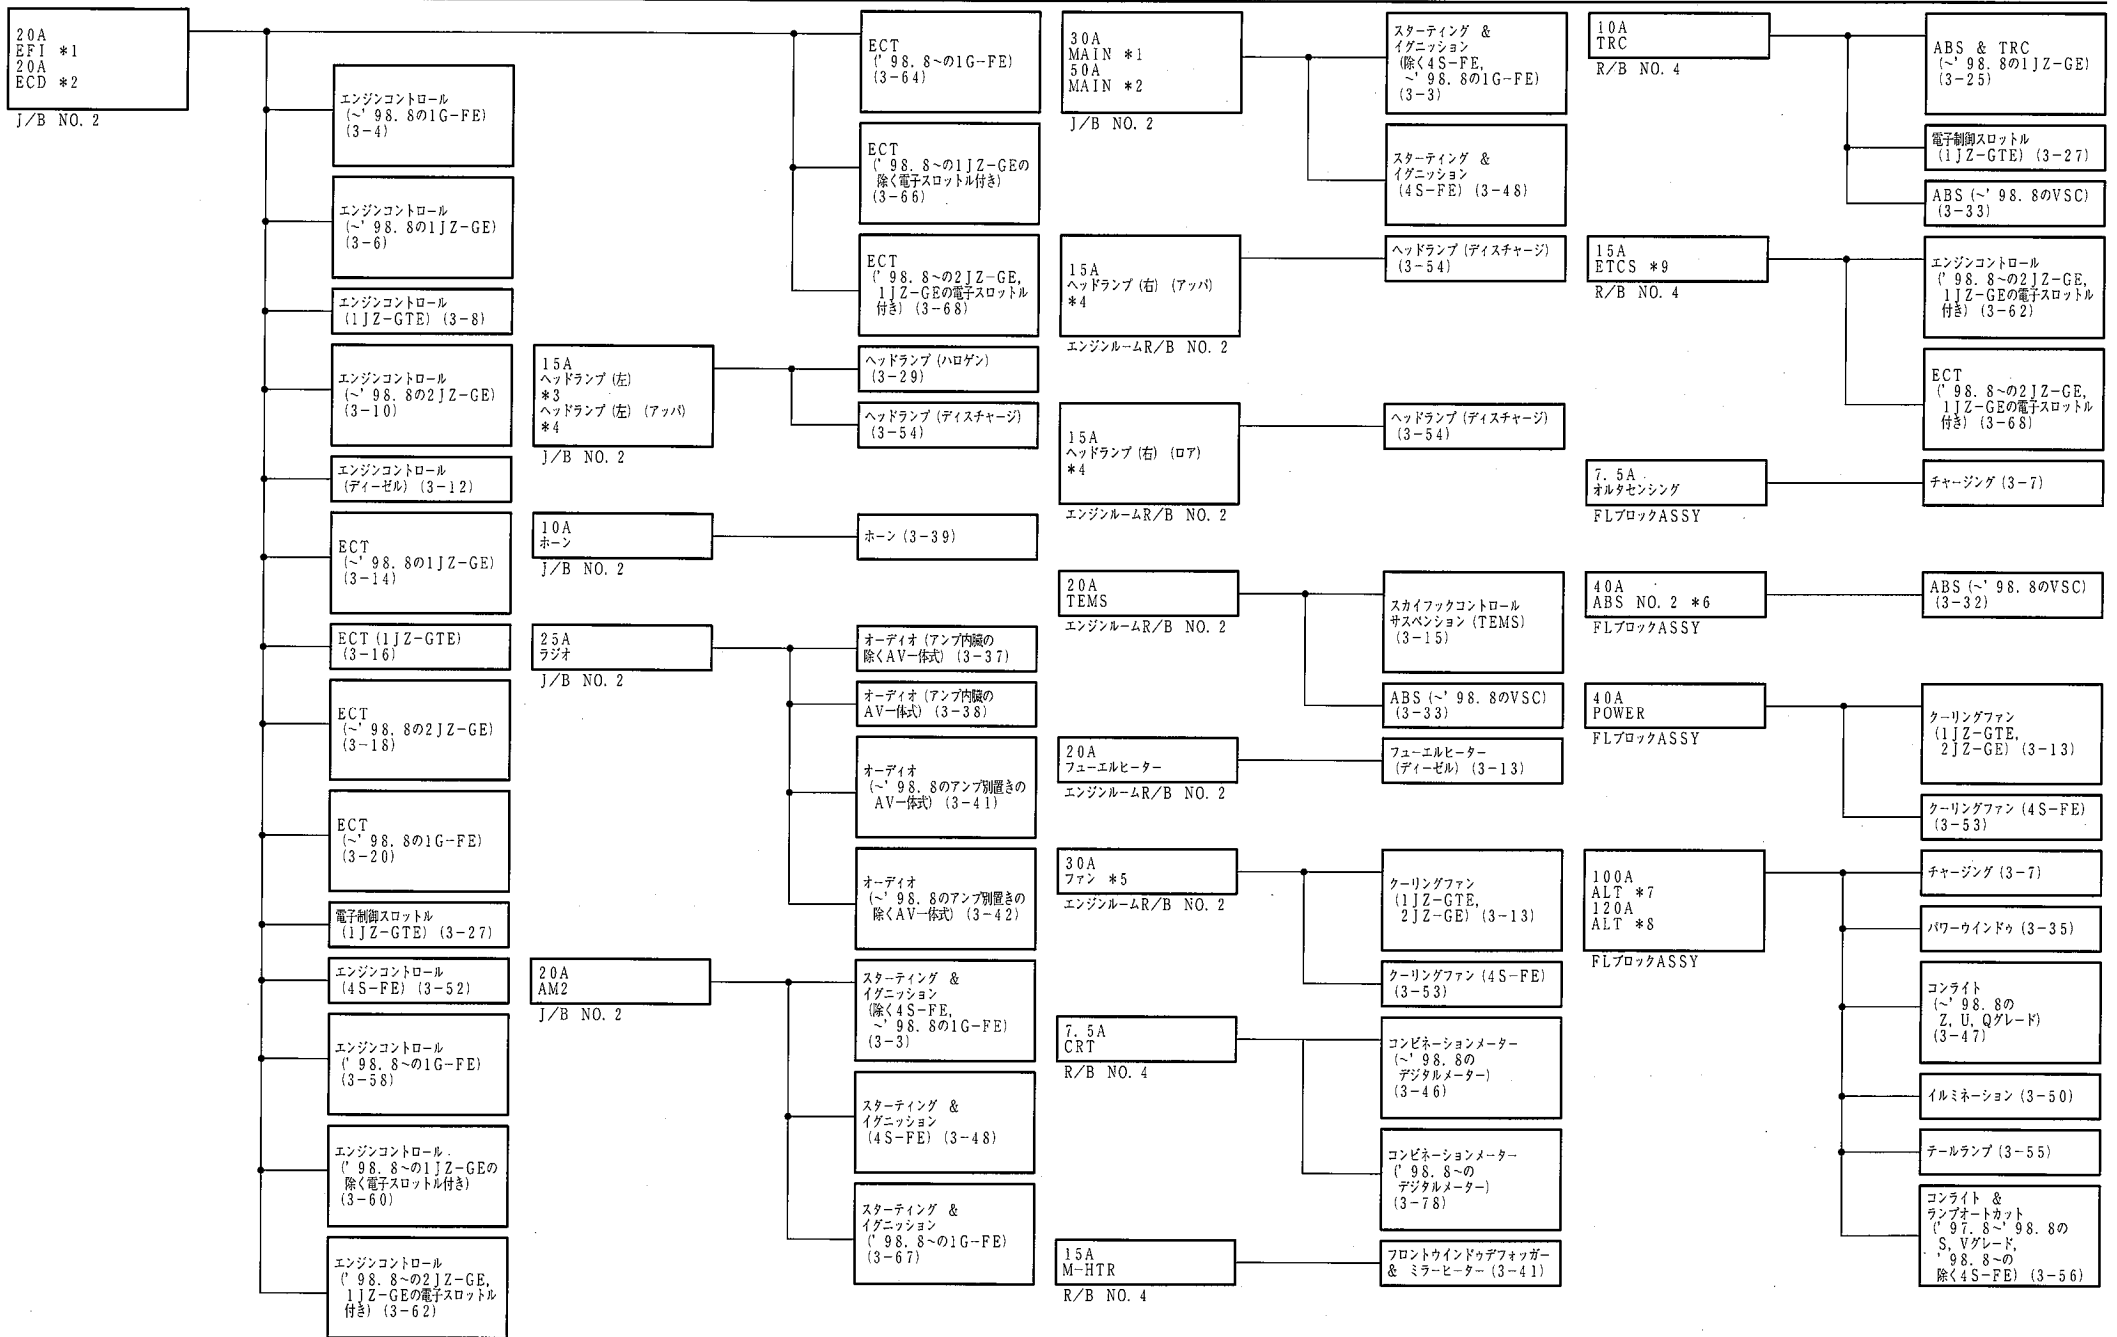 20A
EFI *1
20A
ECD *2
J/B NO. 2
エンジンコントロール
(~' 98. 8の1G-FE)
(3-4)
エンジンコントロール
(~' 98. 8の1JZ-GE)
(3-6)
エンジンコントロール
(1JZ-GTE) (3-8)
エンジンコントロール
(~' 98. 8の2JZ-GE)
(3-10)
エンジンコントロール
(ディーゼル) (3-12)
ECT
(~' 98. 8の1JZ-GE)
(3-14)
ECT (1JZ-GTE)
(3-16)
ECT
(~' 98. 8の2JZ-GE)
(3-18)
ECT
(~' 98. 8の1G-FE)
(3-20)
電子制御スロットル
(1JZ-GTE) (3-27)
エンジンコントロール
(4S-FE) (3-52)
エンジンコントロール
(' 98. 8~の1G-FE)
(3-58)
エンジンコントロール
(' 98. 8~の1JZ-GEの
除く電子スロットル付き)
(3-60)
エンジンコントロール
(' 98. 8~の2JZ-GE,
1JZ-GEの電子スロットル
付き) (3-62)
ECT
(' 98. 8~の1G-FE)
(3-64)
ECT
(' 98. 8~の1JZ-GEの
除く電子スロットル付き)
(3-66)
ECT
(' 98. 8~の2JZ-GE,
1JZ-GEの電子スロットル
付き) (3-68)
15A
ヘッドランプ (左)
*3
ヘッドランプ (左) (アッパ)
*4
J/B NO. 2
ヘッドランプ (ハロゲン)
(3-29)
ヘッドランプ (ディスチャージ)
(3-54)
10A
ホーン
J/B NO. 2
ホーン (3-39)
25A
ラジオ
J/B NO. 2
オーディオ (アンプ内臓の
除くAV一体式) (3-37)
オーディオ (アンプ内臓の
AV一体式) (3-38)
オーディオ
(~' 98. 8のアンプ別置きの
AV一体式) (3-41)
オーディオ
(~' 98. 8のアンプ別置きの
除くAV一体式) (3-42)
20A
AM2
J/B NO. 2
スターティング &
イグニッション
(除く4S-FE,
~' 98. 8の1G-FE)
(3-3)
スターティング &
イグニッション
(4S-FE) (3-48)
スターティング &
イグニッション
(' 98. 8~の1G-FE)
(3-67)
30A
MAIN *1
50A
MAIN *2
J/B NO. 2
スターティング &
イグニッション
(除く4S-FE,
~' 98. 8の1G-FE)
(3-3)
スターティング &
イグニッション
(4S-FE) (3-48)
15A
ヘッドランプ (右) (アッパ)
*4
エンジンルームR/B NO. 2
ヘッドランプ (ディスチャージ)
(3-54)
15A
ヘッドランプ (右) (ロア)
*4
エンジンルームR/B NO. 2
ヘッドランプ (ディスチャージ)
(3-54)
20A
TEMS
エンジンルームR/B NO. 2
スカイフックコントロール
サスペンション (TEMS)
(3-15)
ABS (~' 98. 8のVSC)
(3-33)
20A
フューエルヒーター
エンジンルームR/B NO. 2
フューエルヒーター
(ディーゼル) (3-13)
30A
ファン *5
エンジンルームR/B NO. 2
クーリングファン
(1JZ-GTE,
2JZ-GE) (3-13)
クーリングファン (4S-FE)
(3-53)
7. 5A
CRT
R/B NO. 4
コンビネーションメーター
(~' 98. 8の
デジタルメーター)
(3-46)
コンビネーションメーター
(' 98. 8~の
デジタルメーター)
(3-78)
15A
M-HTR
R/B NO. 4
フロントウインドゥデフォッガー
& ミラーヒーター (3-41)
10A
TRC
R/B NO. 4
ABS & TRC
(~' 98. 8の1JZ-GE)
(3-25)
電子制御スロットル
(1JZ-GTE) (3-27)
ABS (~' 98. 8のVSC)
(3-33)
15A
ETCS *9
R/B NO. 4
エンジンコントロール
(' 98. 8~の2JZ-GE,
1JZ-GEの電子スロットル
付き) (3-62)
ECT
(' 98. 8~の2JZ-GE,
1JZ-GEの電子スロットル
付き) (3-68)
7. 5A
オルタセンシング
FLブロックASSY
チャージング (3-7)
40A
ABS NO. 2 *6
FLブロックASSY
ABS (~' 98. 8のVSC)
(3-32)
40A
POWER
FLブロックASSY
クーリングファン
(1JZ-GTE,
2JZ-GE) (3-13)
クーリングファン (4S-FE)
(3-53)
100A
ALT *7
120A
ALT *8
FLブロックASSY
チャージング (3-7)
パワーウインドゥ (3-35)
コンライト
(~' 98. 8の
Z, U, Qグレード)
(3-47)
イルミネーション (3-50)
テールランプ (3-55)
コンライト &
ランプオートカット
(' 97. 8~' 98. 8の
S, Vグレード,
' 98. 8~の
除く4S-FE) (3-56)